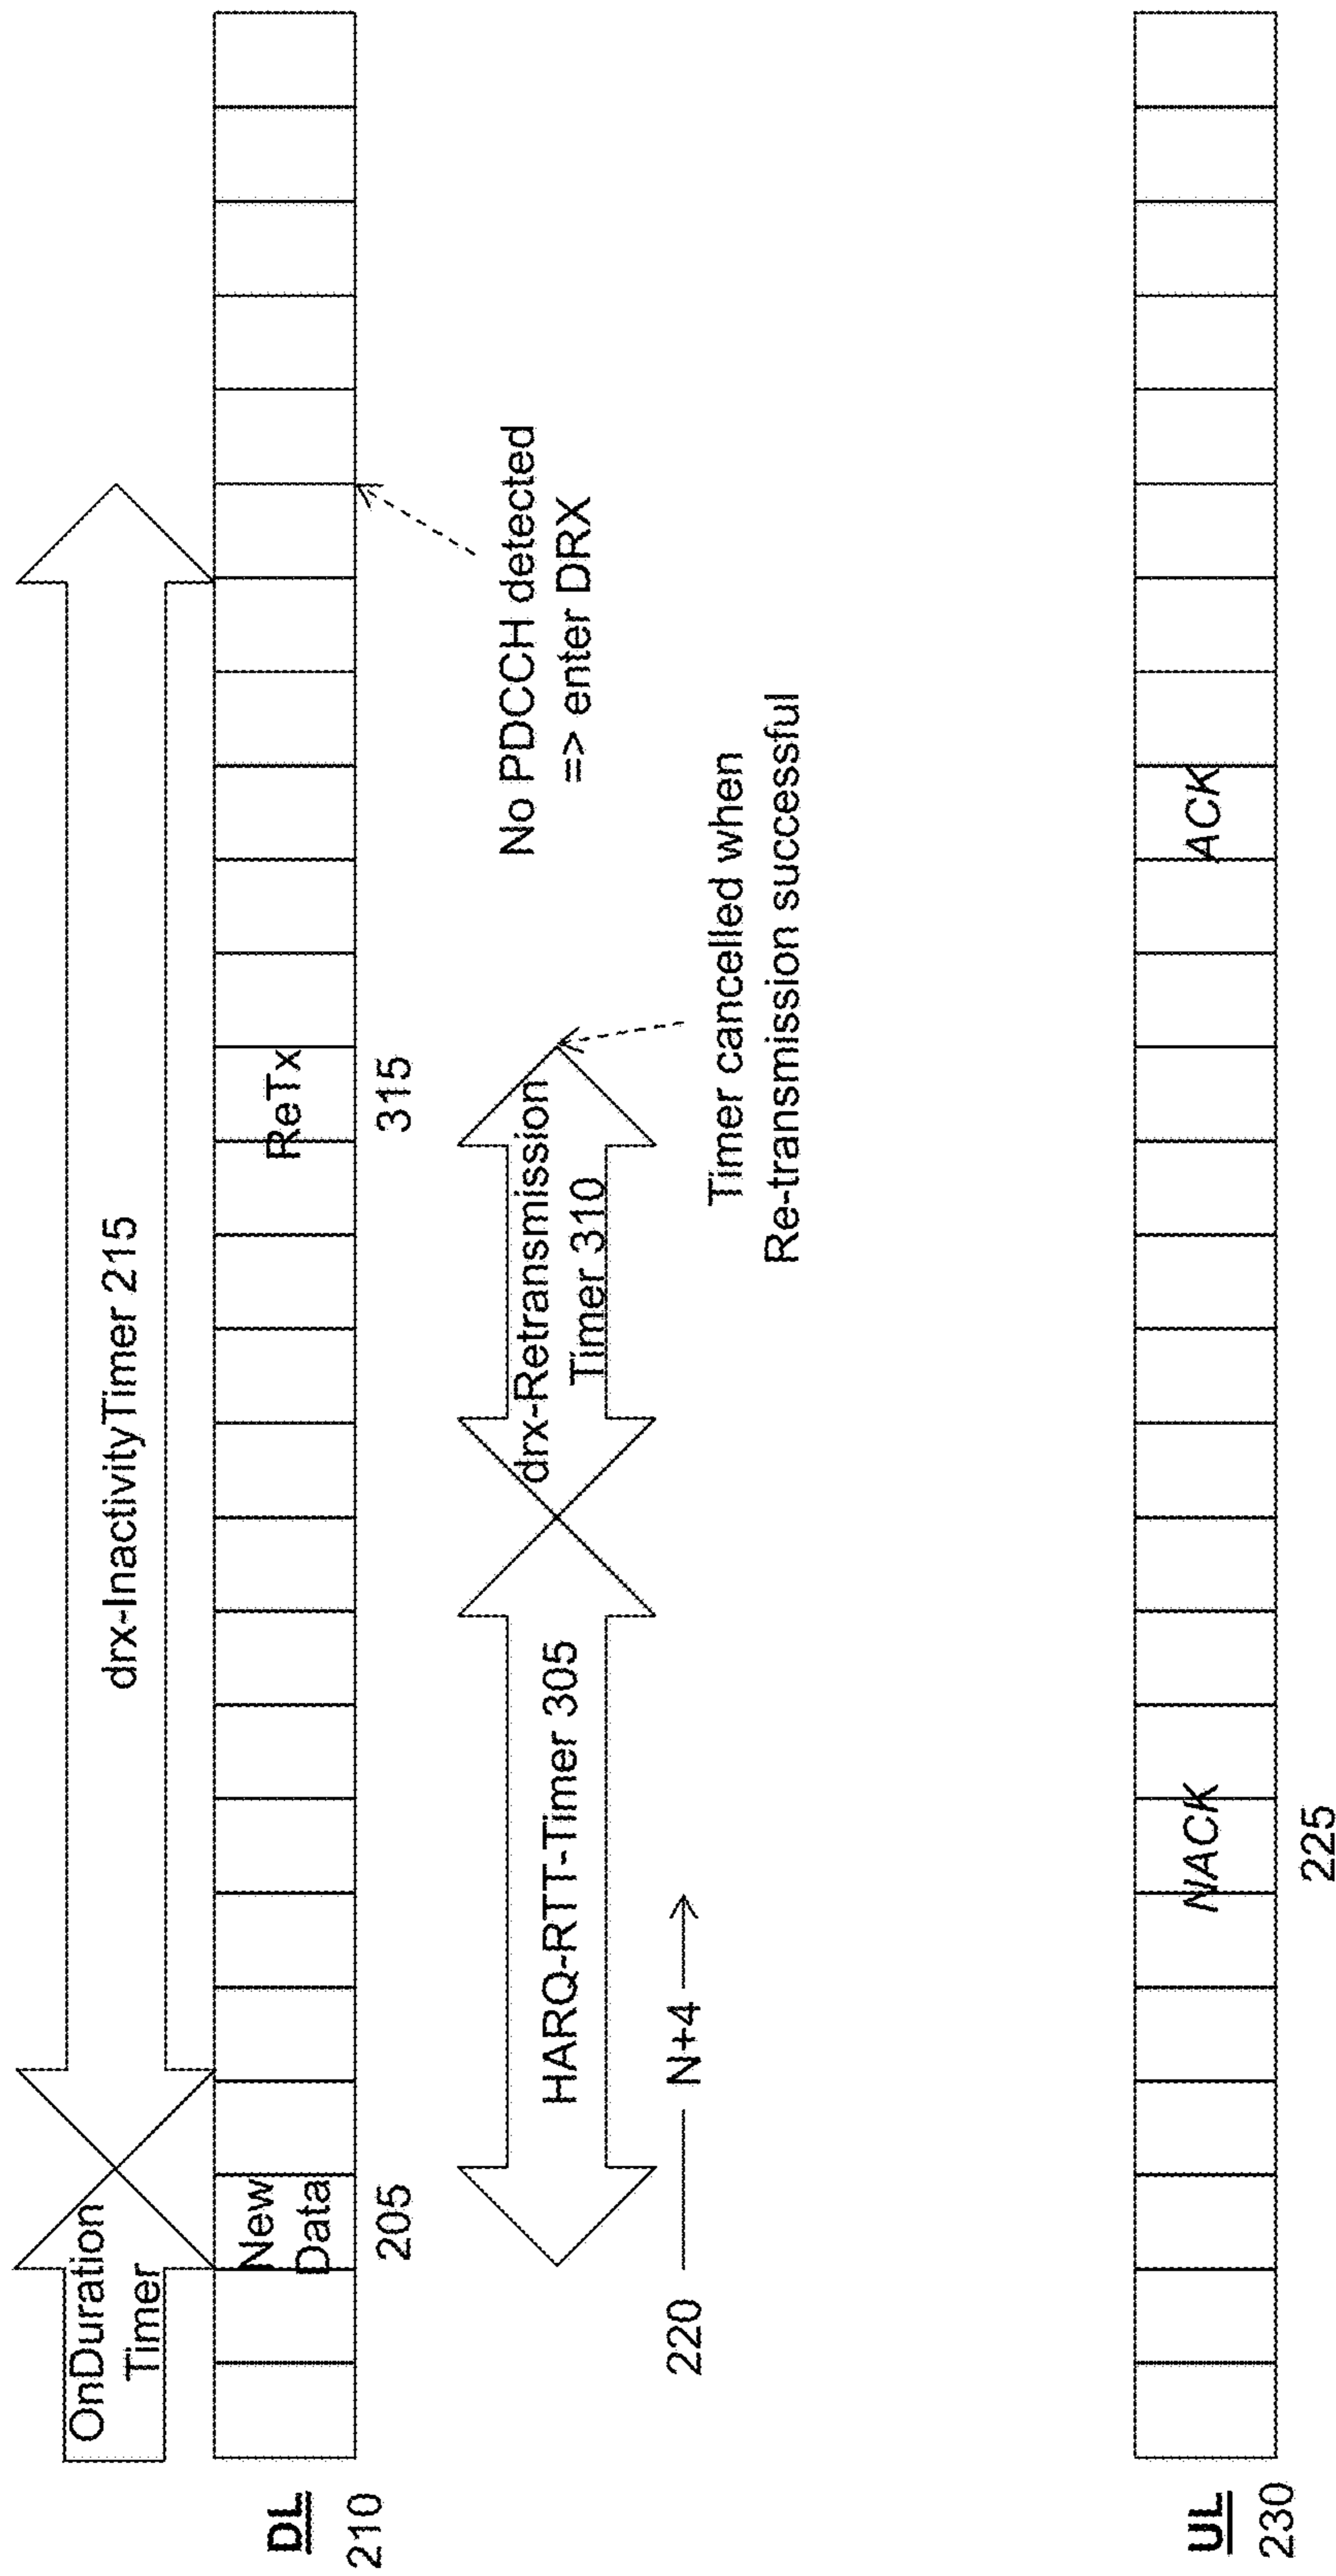 OnDuration
Timer
drx-InactivityTimer 215
DL
210
New
Data
205
ReTx
315
HARQ-RTT-Timer 305
drx-Retransmission
Timer 310
No PDCCH detected
=> enter DRX
220
N+4
Timer cancelled when
Re-transmission successful
UL
230
NACK
225
ACK